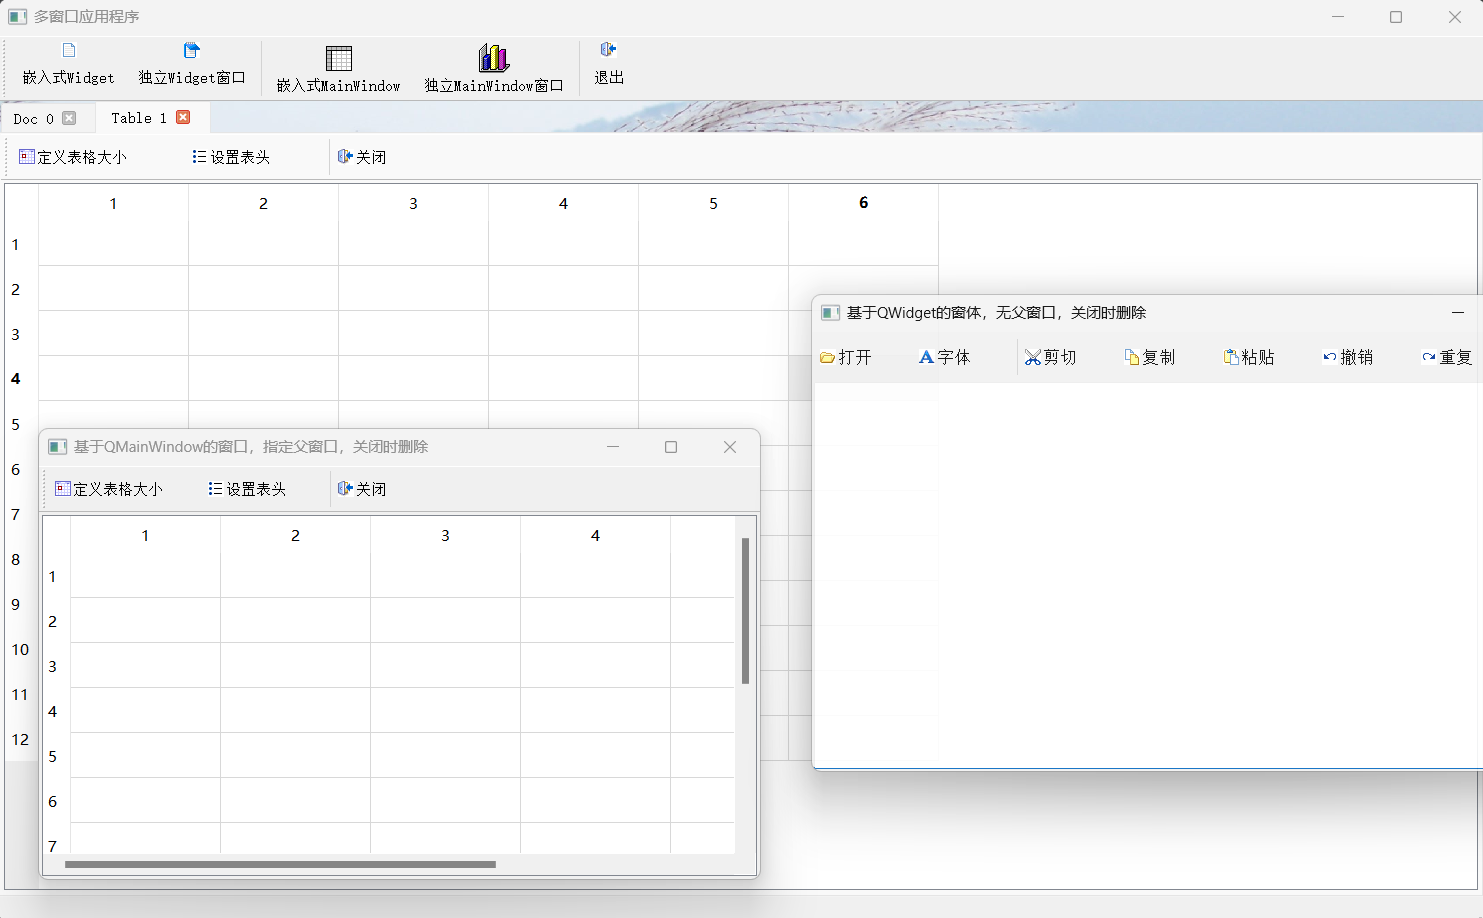 多窗口应用程序
嵌入式Widget 独立Widget窗口 嵌入式MainWindow 独立MainWindow窗口 退出
Doc 0 Table 1
定义表格大小 设置表头 关闭
1 2 3 4 5 6
1
2
3
4
5
6
7
8
9
10
11
12
基于QWidget的窗体，无父窗口，关闭时删除
打开 字体 剪切 复制 粘贴 撤销 重复
基于QMainWindow的窗口，指定父窗口，关闭时删除
定义表格大小 设置表头 关闭
1 2 3 4
1
2
3
4
5
6
7